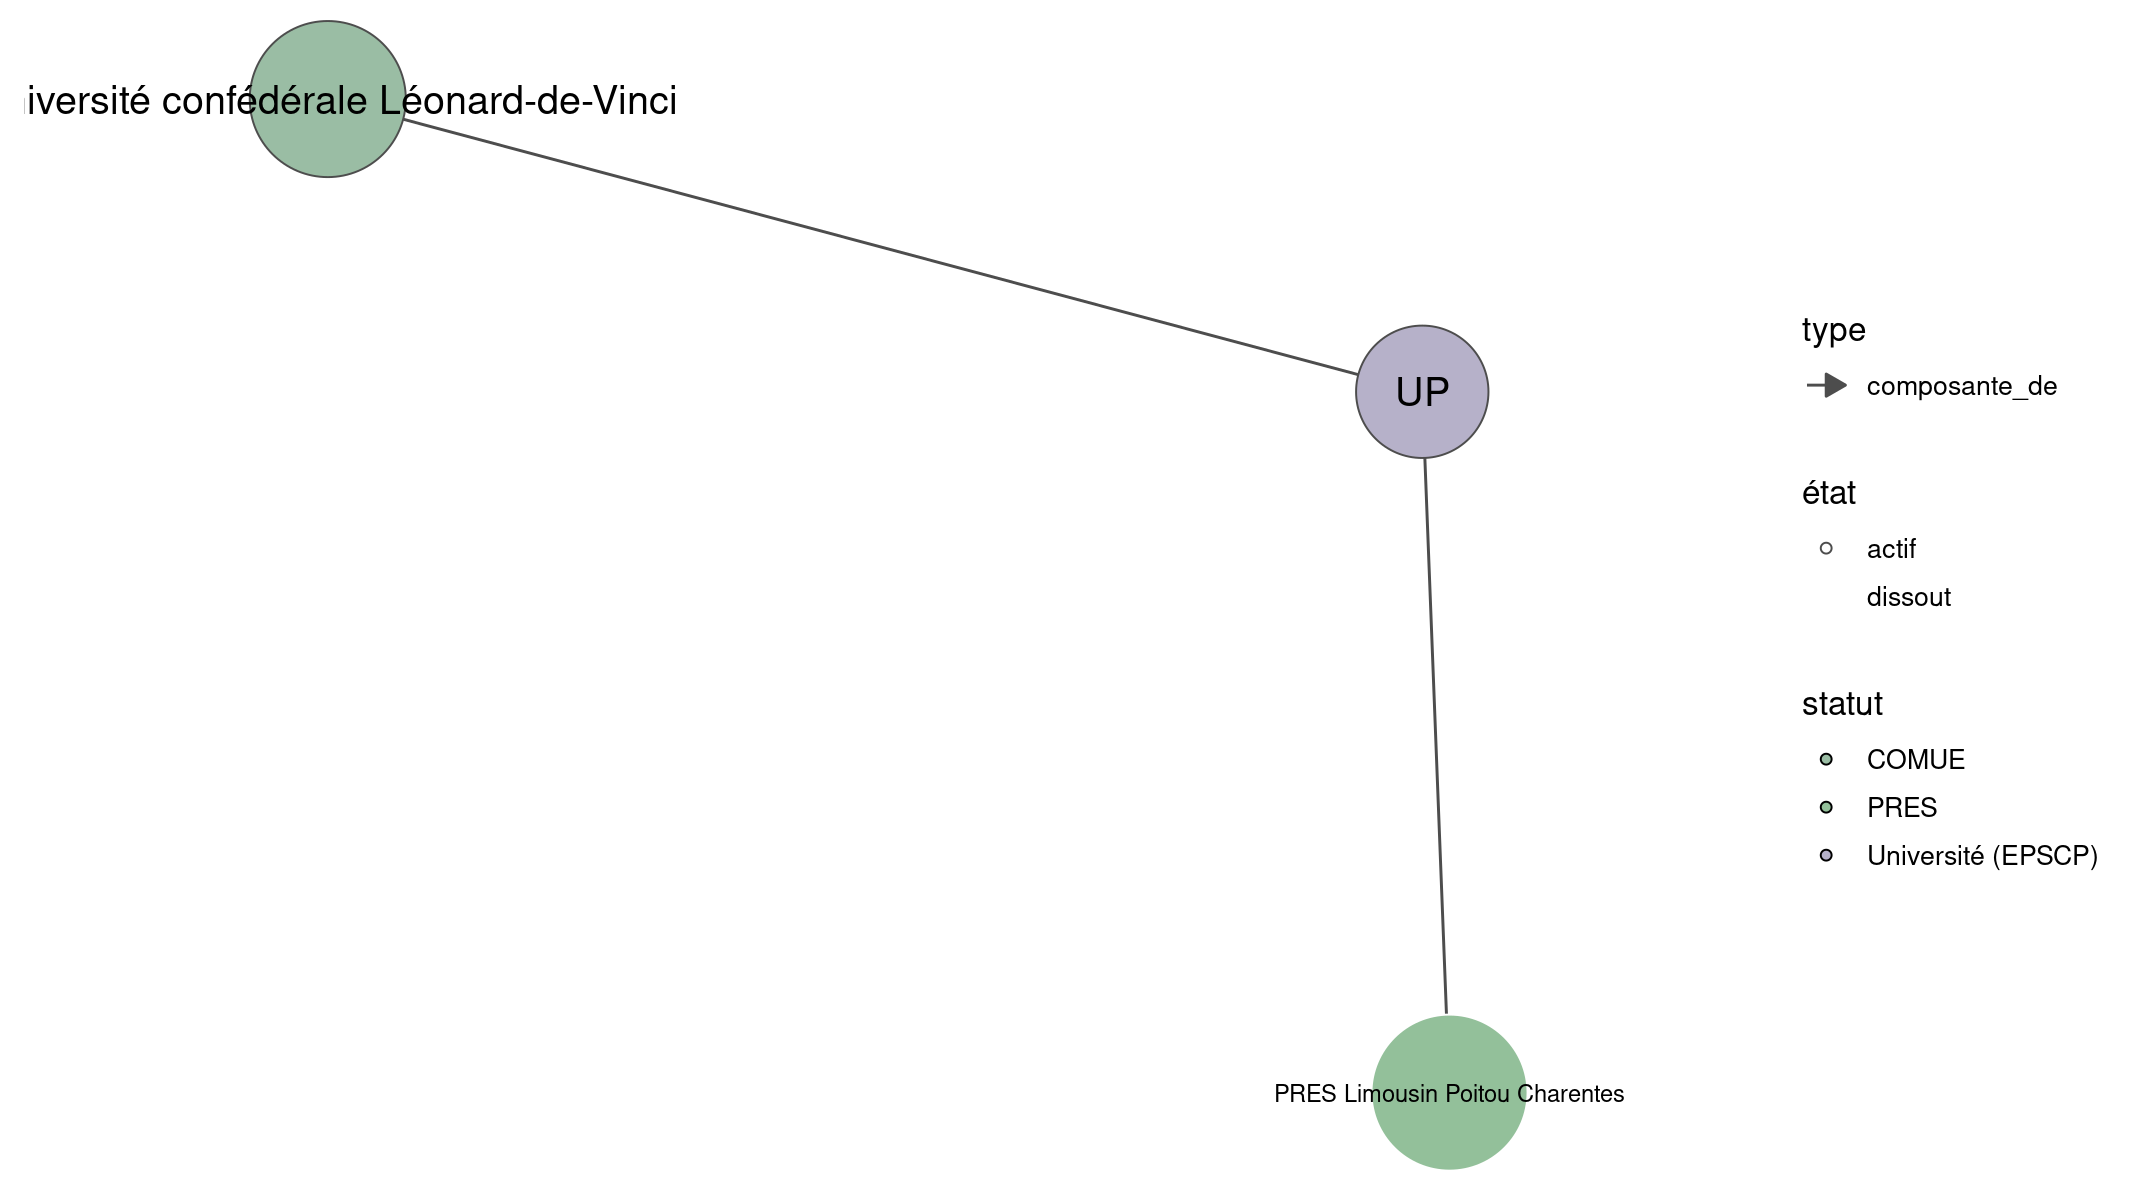 iversité confédérale Léonard-de-Vinci
UP
PRES Limousin Poitou Charentes
type
composante_de
état
actif
dissout
statut
COMUE
PRES
Université (EPSCP)